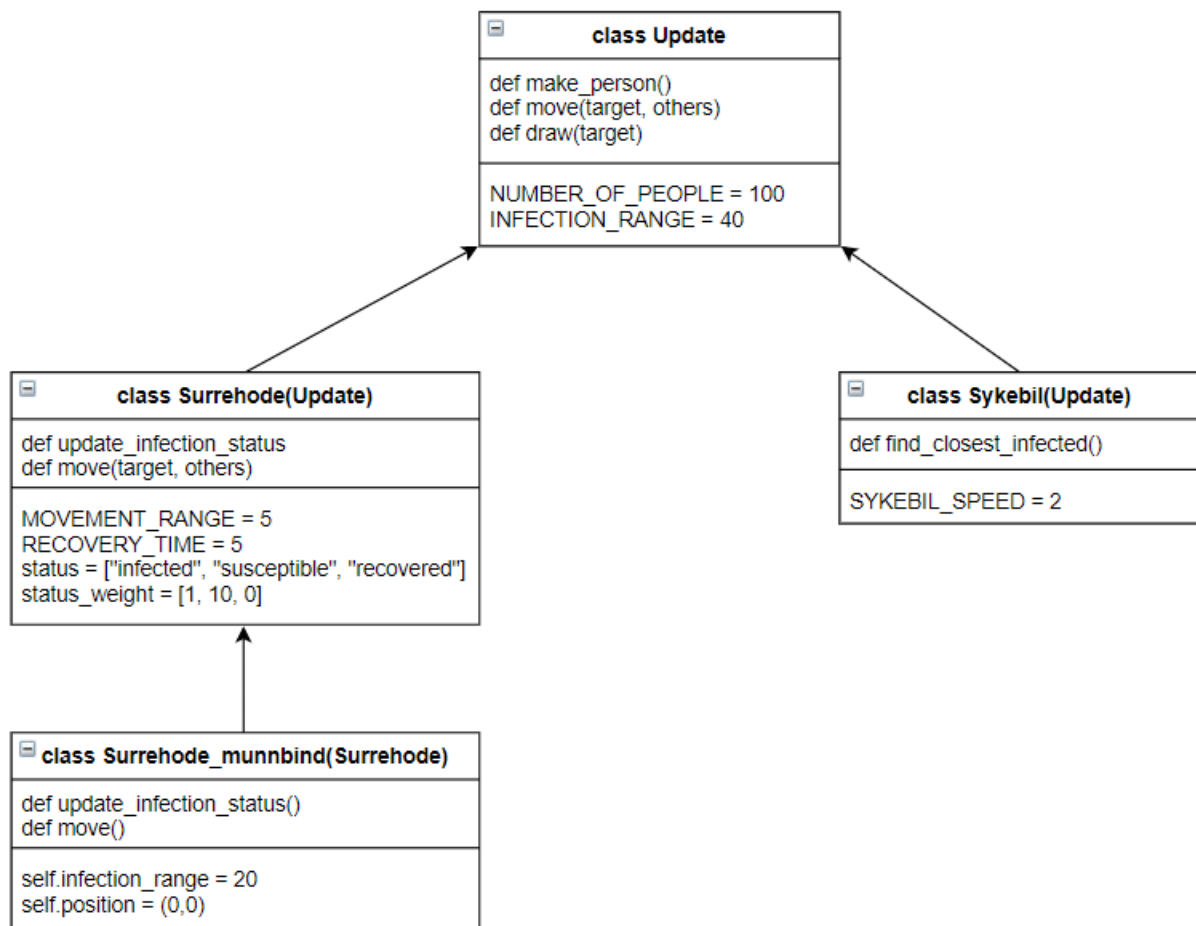 class Update
def make_person()
def move(target, others)
def draw(target)
NUMBER_OF_PEOPLE = 100
INFECTION_RANGE = 40
class Surrehode(Update)
def update_infection_status
def move(target, others)
MOVEMENT_RANGE = 5
RECOVERY_TIME = 5
status = ["infected", "susceptible", "recovered"]
status_weight = [1, 10, 0]
class Sykebil(Update)
def find_closest_infected()
SYKEBIL_SPEED = 2
class Surrehode_munnbind(Surrehode)
def update_infection_status()
def move()
self.infection_range = 20
self.position = (0,0)